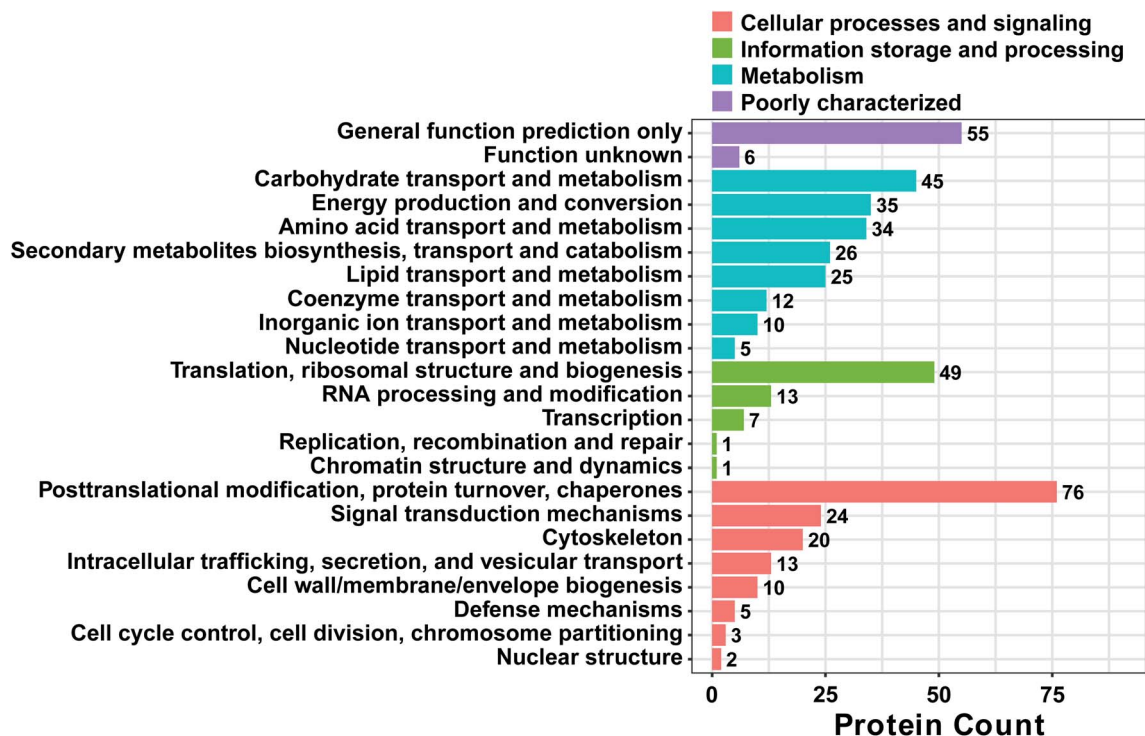 Cellular processes and signaling
Information storage and processing
Metabolism
Poorly characterized
General function prediction only 55
Function unknown 6
Carbohydrate transport and metabolism 45
Energy production and conversion 35
Amino acid transport and metabolism 34
Secondary metabolites biosynthesis, transport and catabolism 26
Lipid transport and metabolism 25
Coenzyme transport and metabolism 12
Inorganic ion transport and metabolism 10
Nucleotide transport and metabolism 5
Translation, ribosomal structure and biogenesis 49
RNA processing and modification 13
Transcription 7
Replication, recombination and repair 1
Chromatin structure and dynamics 1
Posttranslational modification, protein turnover, chaperones 76
Signal transduction mechanisms 24
Cytoskeleton 20
Intracellular trafficking, secretion, and vesicular transport 13
Cell wall/membrane/envelope biogenesis 10
Defense mechanisms 5
Cell cycle control, cell division, chromosome partitioning 3
Nuclear structure 2
0 25 50 75
Protein Count